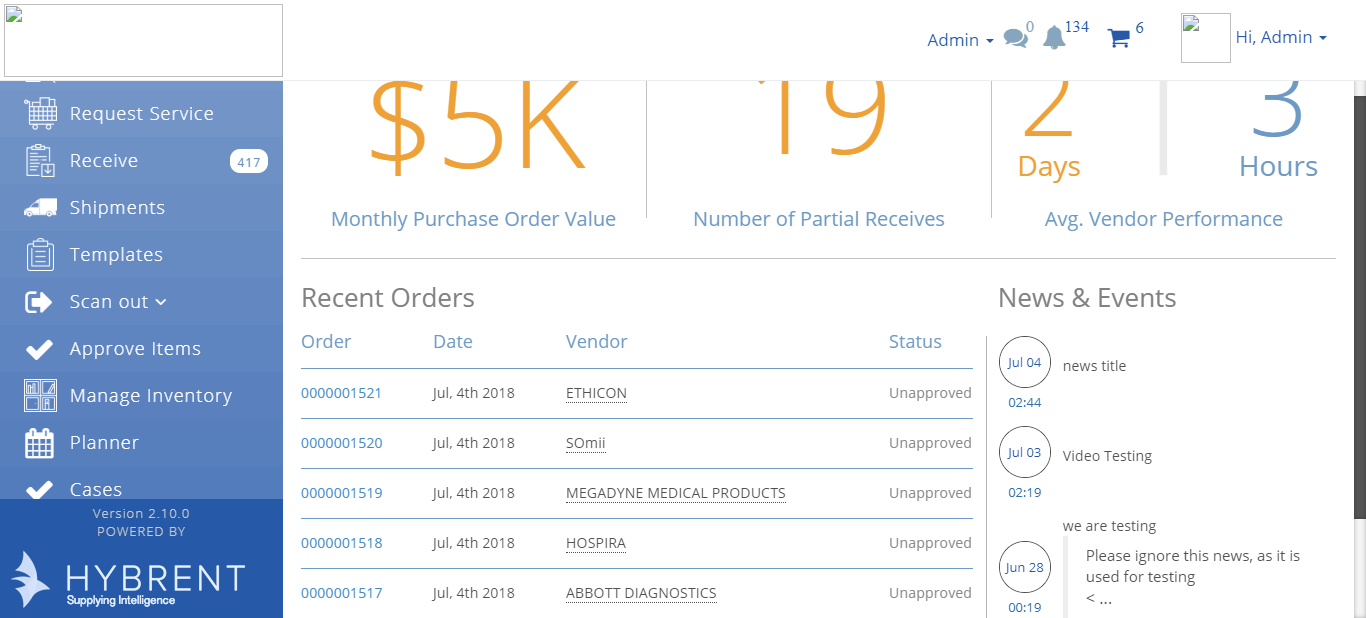 Admin 0 134 6 Hi, Admin
Request Service
Receive 417
Shipments
Templates
Scan out
Approve Items
Manage Inventory
Planner
Cases
Version 2.10.0
POWERED BY
HYBRENT
Supplying Intelligence
$5K 19 2 3
Days Hours
Monthly Purchase Order Value Number of Partial Receives Avg. Vendor Performance
Recent Orders
Order Date Vendor Status
0000001521 Jul, 4th 2018 ETHICON Unapproved
0000001520 Jul, 4th 2018 SOmii Unapproved
0000001519 Jul, 4th 2018 MEGADYNE MEDICAL PRODUCTS Unapproved
0000001518 Jul, 4th 2018 HOSPIRA Unapproved
0000001517 Jul, 4th 2018 ABBOTT DIAGNOSTICS Unapproved
News & Events
Jul 04 news title
02:44
Jul 03 Video Testing
02:19
we are testing
Jun 28
Please ignore this news, as it is
used for testing
< ...
00:19